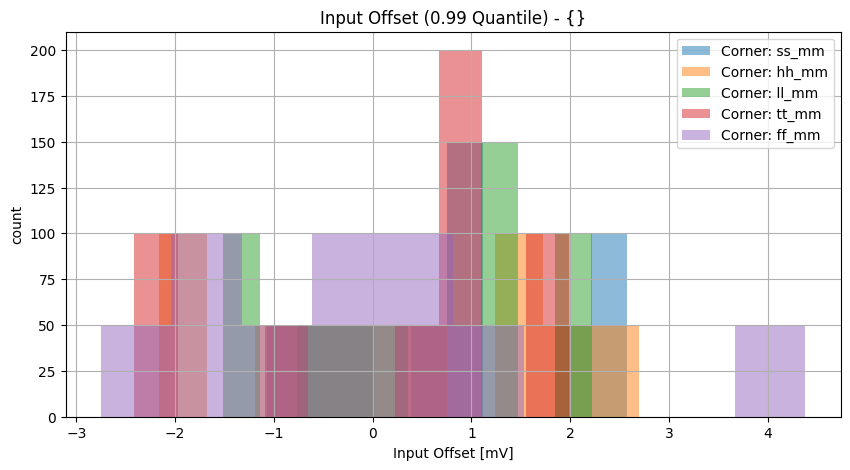 Input Offset (0.99 Quantile) - {}
Corner: ss_mm
Corner: hh_mm
Corner: ll_mm
Corner: tt_mm
Corner: ff_mm
count
200
175
150
125
100
75
50
25
0
−3 −2 −1 0 1 2 3 4
Input Offset [mV]